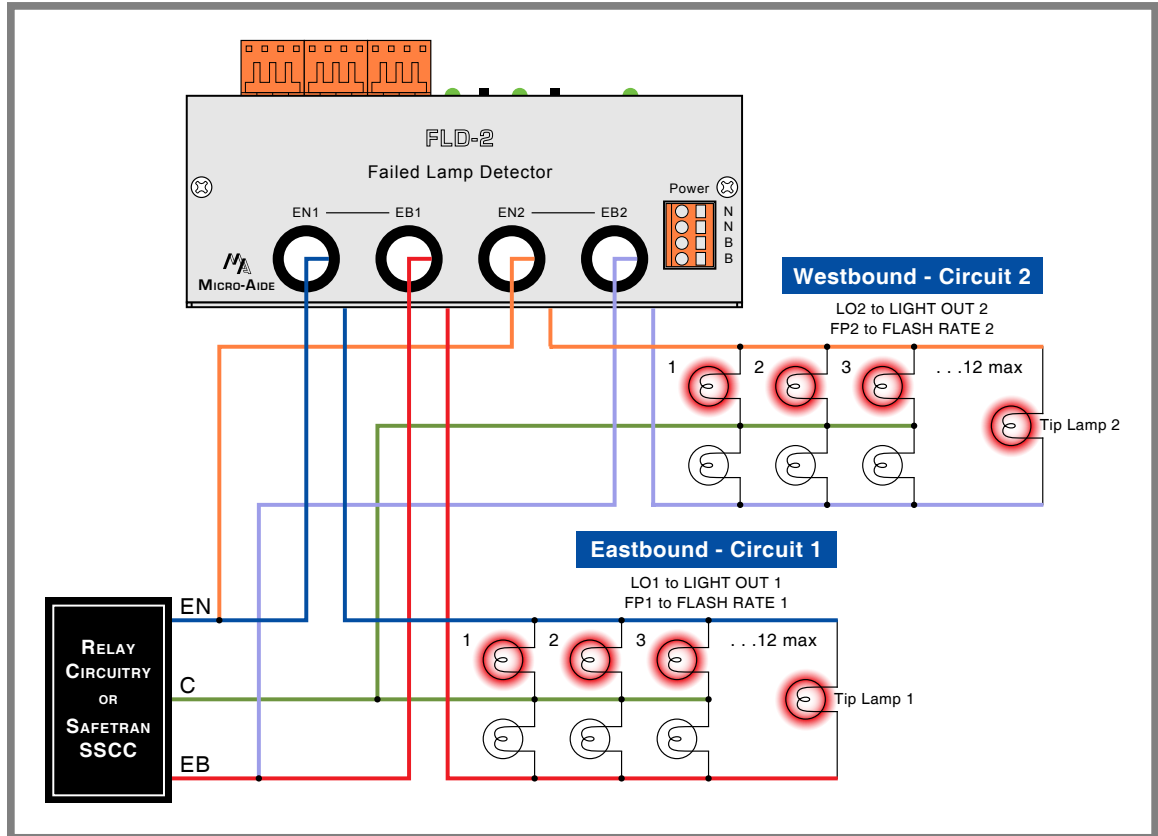 FLD-2
Failed Lamp Detector
Power
EN1 EB1 EN2 EB2
N
N
B
B
MA
MICRO-AIDE
Westbound - Circuit 2
LO2 to LIGHT OUT 2
FP2 to FLASH RATE 2
1 2 3 . . .12 max
Tip Lamp 2
Eastbound - Circuit 1
LO1 to LIGHT OUT 1
FP1 to FLASH RATE 1
1 2 3 . . .12 max
Tip Lamp 1
EN
C
EB
RELAY
CIRCUITRY
OR
SAFETRAN
SSCC